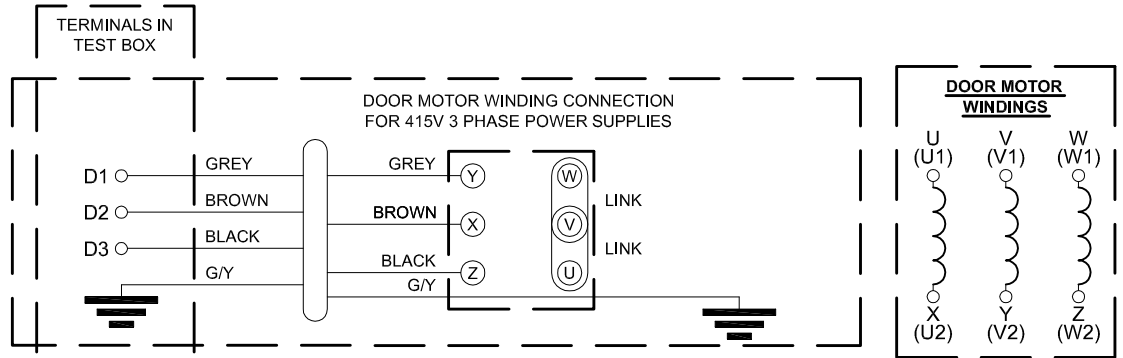 TERMINALS IN
TEST BOX
DOOR MOTOR WINDING CONNECTION
FOR 415V 3 PHASE POWER SUPPLIES
D1
GREY
GREY
Y
W
LINK
D2
BROWN
BROWN
X
V
LINK
D3
BLACK
BLACK
Z
U
G/Y
G/Y
DOOR MOTOR
WINDINGS
U V W
(U1) (V1) (W1)
X Y Z
(U2) (V2) (W2)